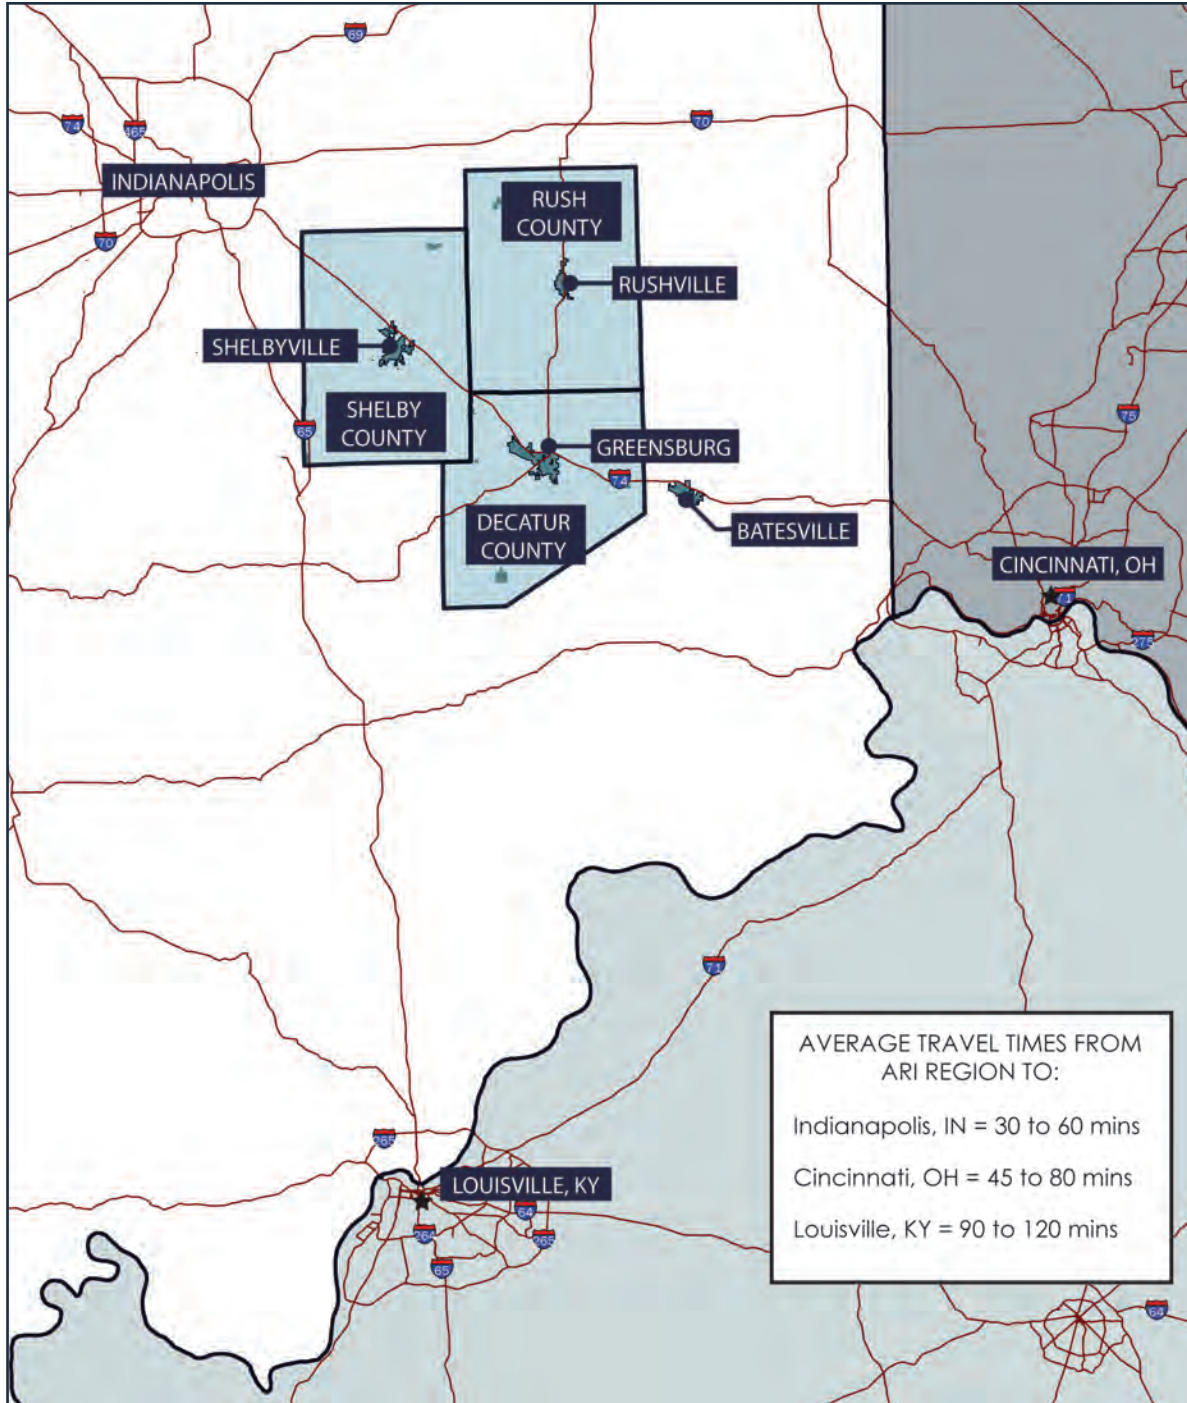 69
74
465
70
INDIANAPOLIS
70
RUSH
COUNTY
RUSHVILLE
SHELBYVILLE
SHELBY
COUNTY
65
75
GREENSBURG
74
DECATUR
COUNTY
BATESVILLE
CINCINNATI, OH
71
275
71
AVERAGE TRAVEL TIMES FROM
ARI REGION TO:
Indianapolis, IN = 30 to 60 mins
Cincinnati, OH = 45 to 80 mins
Louisville, KY = 90 to 120 mins
265
LOUISVILLE, KY
64
264
265
65
64